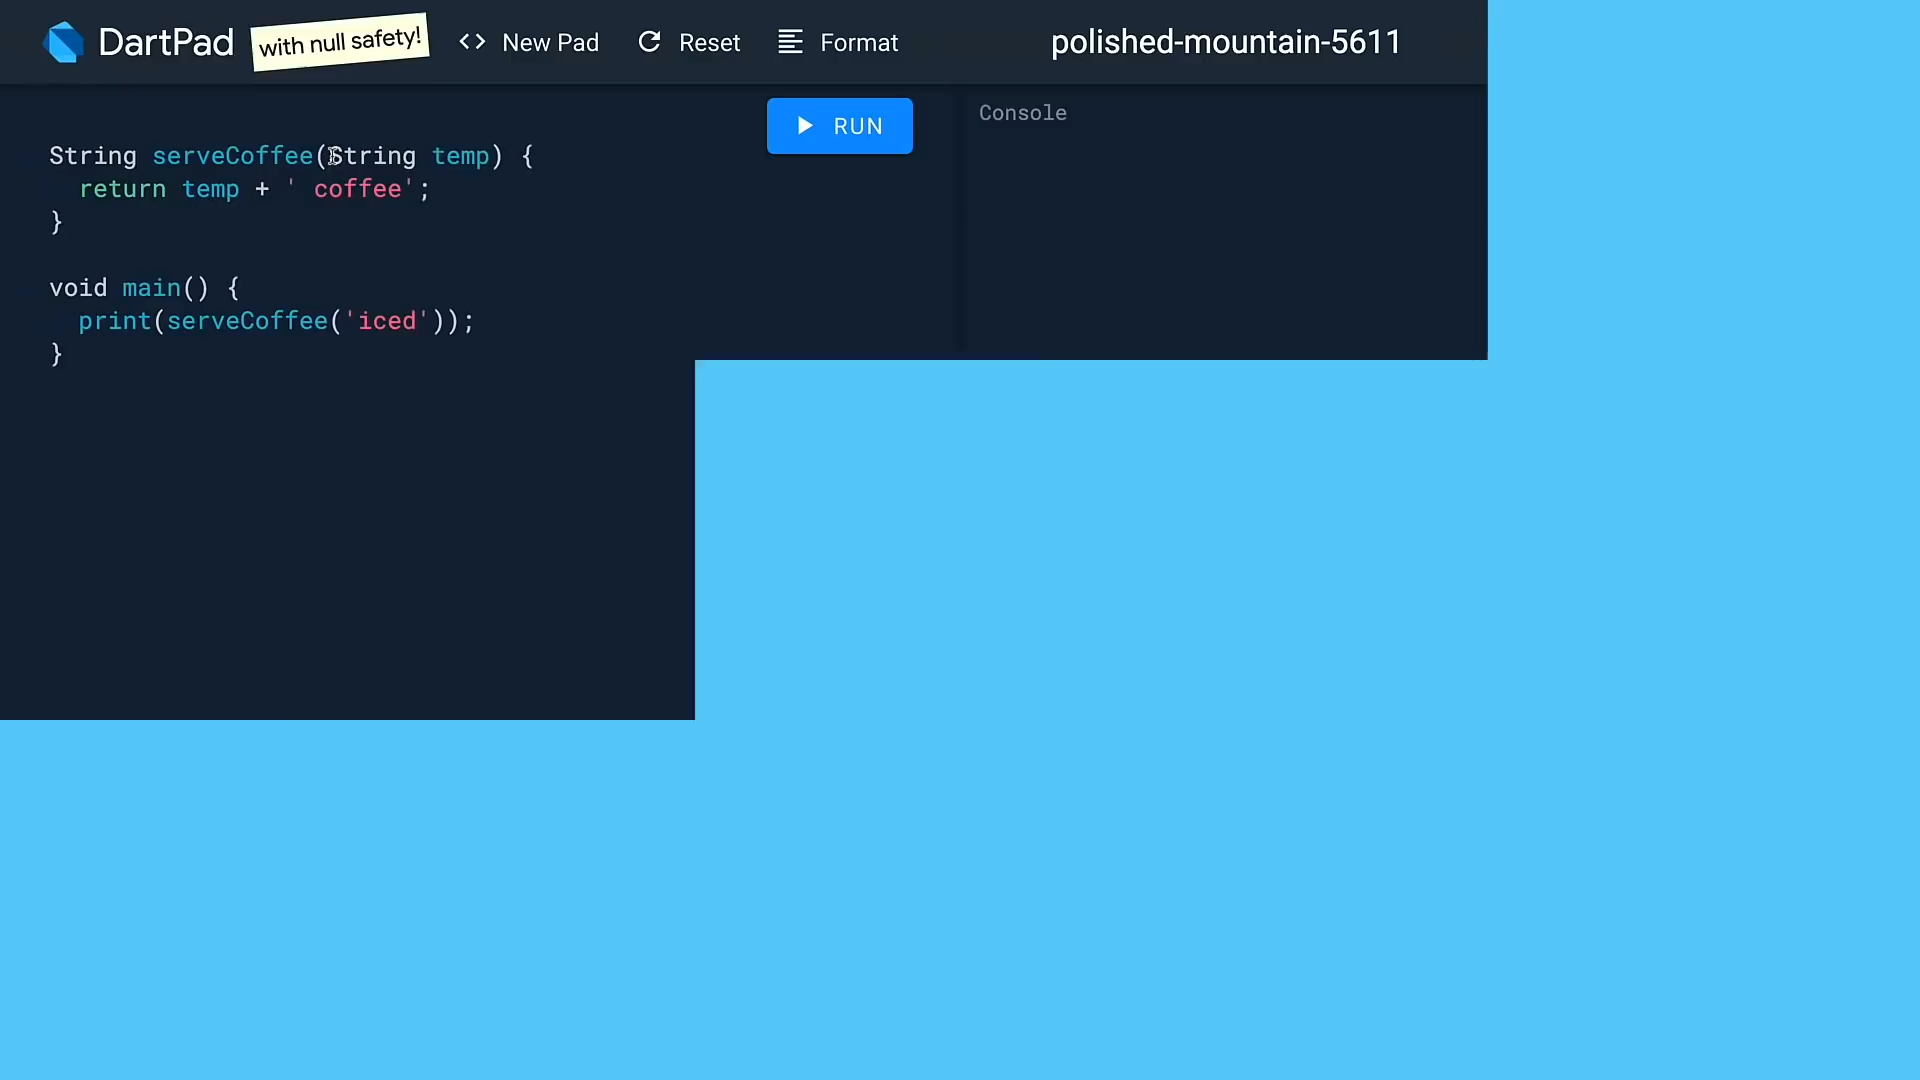 DartPad with null safety! <> New Pad Reset Format polished-mountain-5611
RUN
Console
String serveCoffee(String temp) {
  return temp + ' coffee';
}
void main() {
  print(serveCoffee('iced'));
}